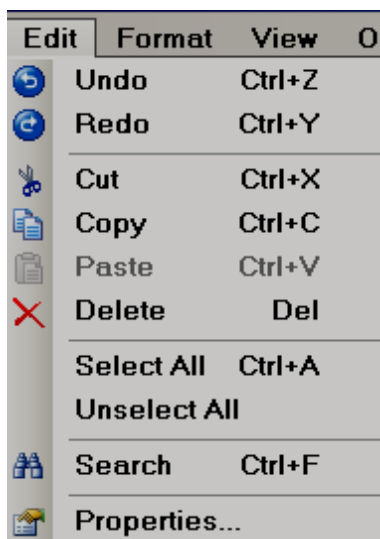 Edit Format View O
Undo Ctrl+Z
Redo Ctrl+Y
Cut Ctrl+X
Copy Ctrl+C
Paste Ctrl+V
Delete Del
Select All Ctrl+A
Unselect All
Search Ctrl+F
Properties...